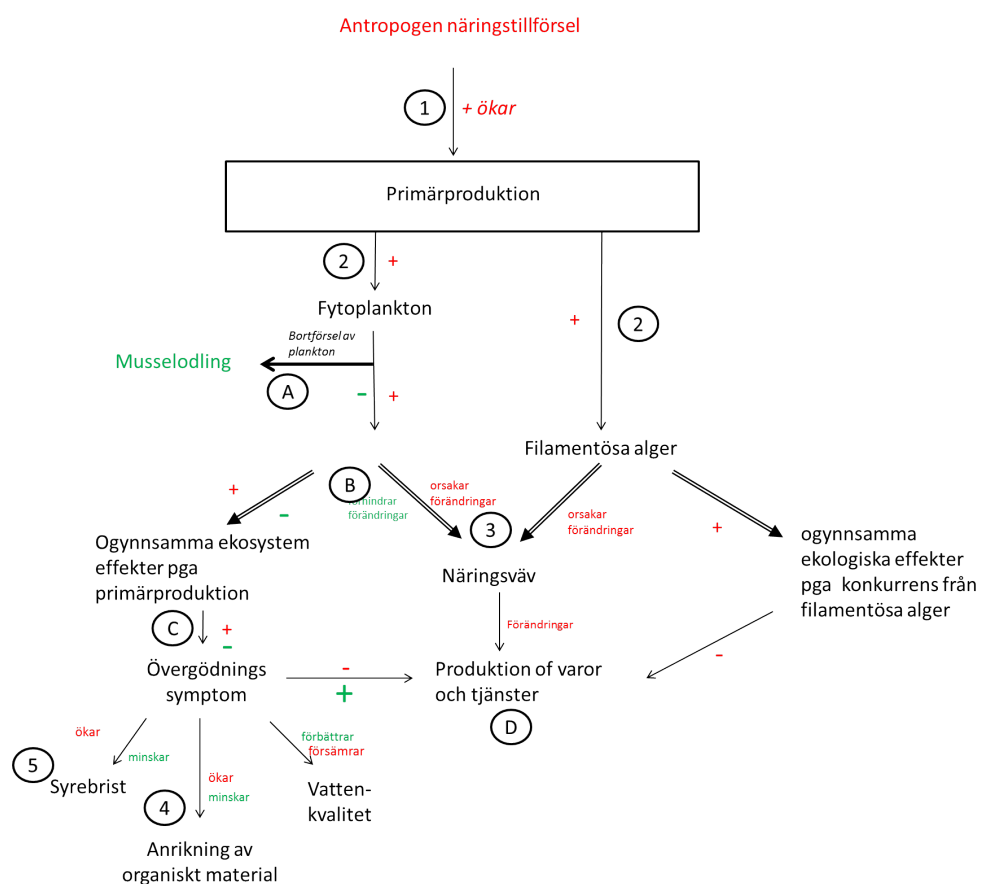 Antropogen näringstillförsel
1
+ ökar
Primärproduktion
2
+
Fytoplankton
+
2
Bortförsel av
plankton
Musselodling
A
- +
Filamentösa alger
B
+
-
förhindrar
förändringar
orsakar
förändringar
3
orsakar
förändringar
+
Ogynnsamma ekosystem
effekter pga
primärproduktion
Näringsväv
ogynnsamma
ekologiska effekter
pga konkurrens från
filamentösa alger
C
+
-
Förändringar
-
Övergödnings
symptom
-
+
Produktion of varor
och tjänster
D
ökar
minskar
5
Syrebrist
ökar
minskar
4
Anrikning av
organiskt material
förbättrar
försämrar
Vatten-
kvalitet